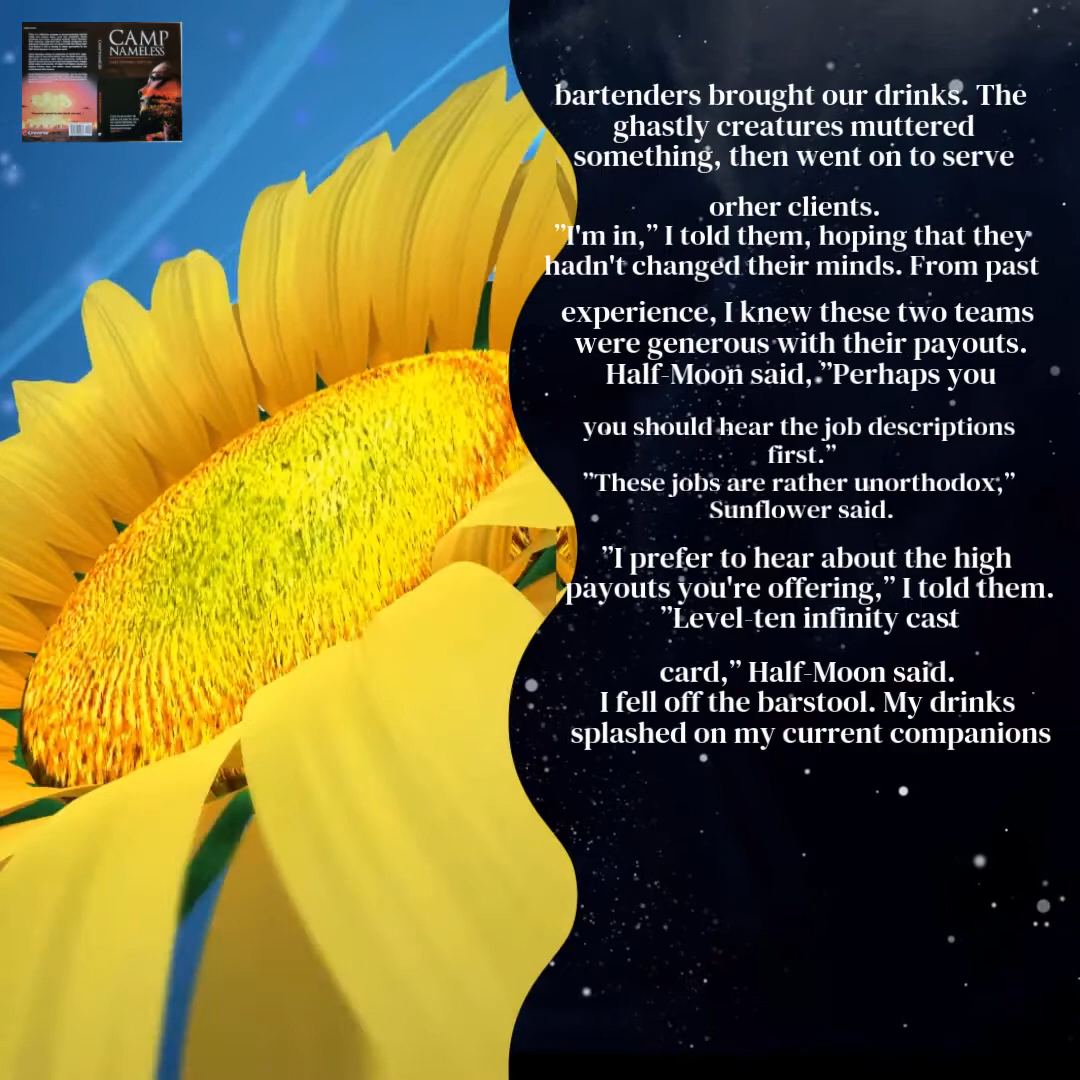 CAMP
NAMELESS
bartenders brought our drinks. The
ghastly creatures muttered
something, then went on to serve
orher clients.
”I'm in,” I told them, hoping that they
hadn't changed their minds. From past
experience, I knew these two teams
were generous with their payouts.
Half-Moon said, ”Perhaps you
you should hear the job descriptions
first.”
”These jobs are rather unorthodox,”
Sunflower said.
”I prefer to hear about the high
payouts you're offering,” I told them.
”Level-ten infinity cast
card,” Half-Moon said.
I fell off the barstool. My drinks
splashed on my current companions